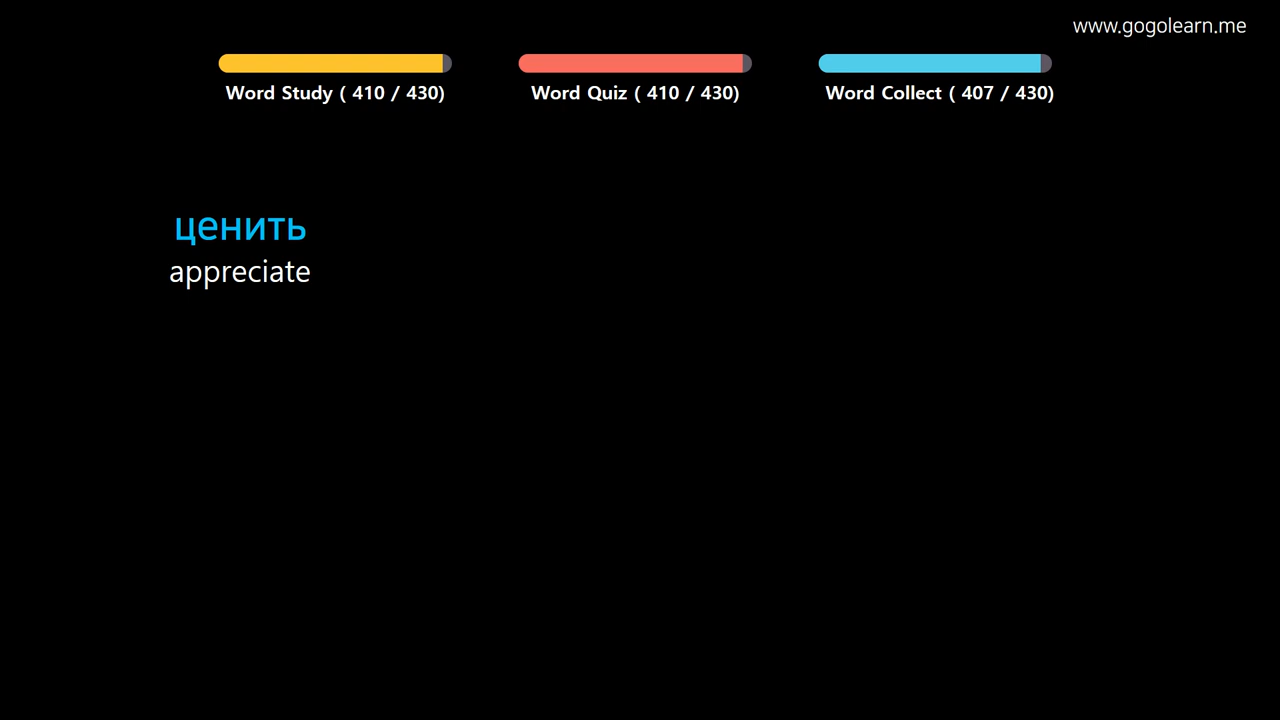 www.gogolearn.me
Word Study ( 410 / 430)
Word Quiz ( 410 / 430)
Word Collect ( 407 / 430)
ценить
appreciate